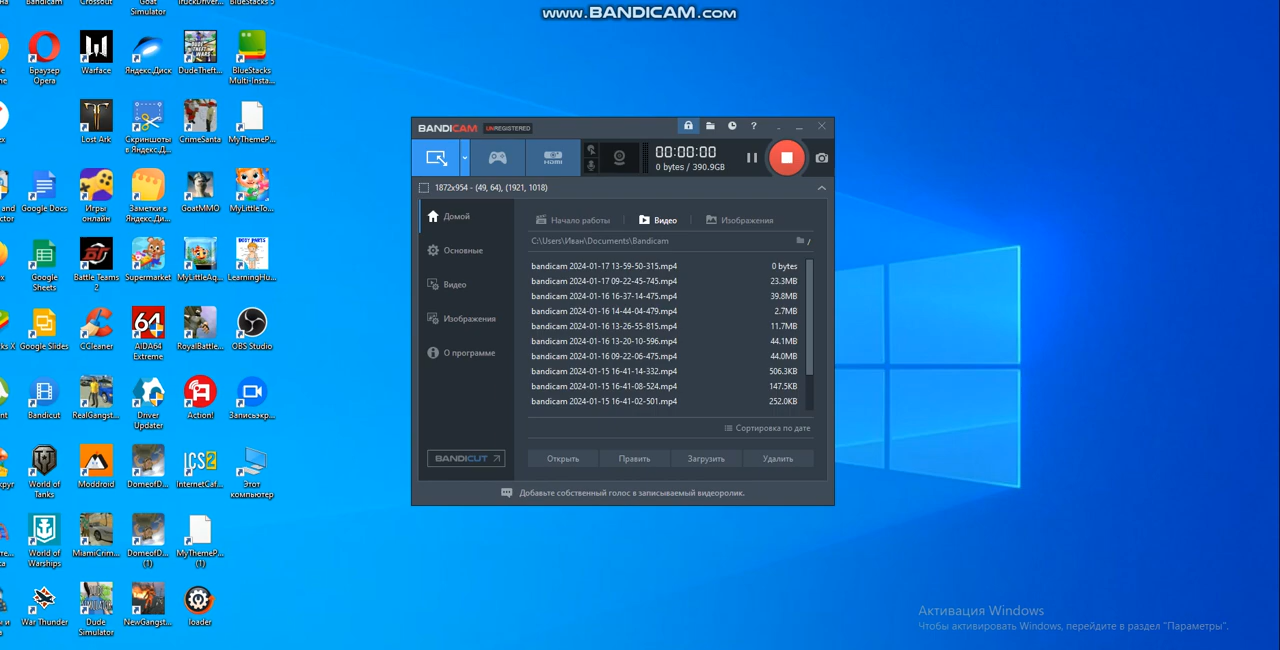 www.BANDICAM.com
Bandicam
Crossout
Goat
Simulator
TruckDriver...
BlueStacks 5
Браузер
Opera
Warface
Яндекс.Диск
DudeTheft...
BlueStacks
Multi-Insta...
Lost Ark
Скриншоты
в Яндекс.Д...
CrimeSanta
MyThemeP...
Google Docs
Игры
онлайн
Заметки в
Яндекс.Ди...
GoatMMO
MyLittleTo...
Google
Sheets
Battle Teams
2
Supermarket
MyLittleAq...
LearningHu...
Google Slides
CCleaner
AIDA64
Extreme
RoyalBattle...
OBS Studio
Bandicut
RealGangst...
Driver
Updater
Action!
Записьэкр...
World of
Tanks
Moddroid
DomeofD...
InternetCaf...
Этот
компьютер
World of
Warships
MiamiCrim...
DomeofD...
(1)
MyThemeP...
(1)
War Thunder
Dude
Simulator
NewGangst...
loader
64
ICS2
BANDICAM UNREGISTERED
?
HDMI
00:00:00
0 bytes / 390.9GB
1872x954 - (49, 64), (1921, 1018)
Домой
Основные
Видео
Изображения
О программе
BANDICUT
Начало работы
Видео
Изображения
C:\Users\Иван\Documents\Bandicam
bandicam 2024-01-17 13-59-50-315.mp4 0 bytes
bandicam 2024-01-17 09-22-45-745.mp4 23.3MB
bandicam 2024-01-16 16-37-14-475.mp4 39.8MB
bandicam 2024-01-16 14-44-04-479.mp4 2.7MB
bandicam 2024-01-16 13-26-55-815.mp4 11.7MB
bandicam 2024-01-16 13-20-10-596.mp4 44.1MB
bandicam 2024-01-16 09-22-06-475.mp4 44.0MB
bandicam 2024-01-15 16-41-14-332.mp4 506.3KB
bandicam 2024-01-15 16-41-08-524.mp4 147.5KB
bandicam 2024-01-15 16-41-02-501.mp4 252.0KB
Сортировка по дате
Открыть
Править
Загрузить
Удалить
Добавьте собственный голос в записываемый видеоролик.
Активация Windows
Чтобы активировать Windows, перейдите в раздел "Параметры".